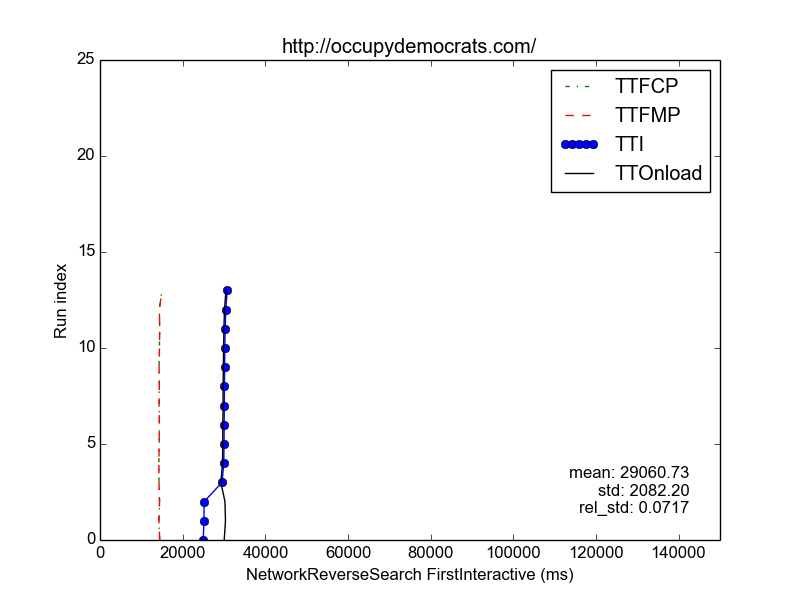 http://occupydemocrats.com/
25
20
15
10
5
0
Run index
TTFCP
TTFMP
TTI
TTOnload
mean: 29060.73
std: 2082.20
rel_std: 0.0717
0 20000 40000 60000 80000 100000 120000 140000
NetworkReverseSearch FirstInteractive (ms)